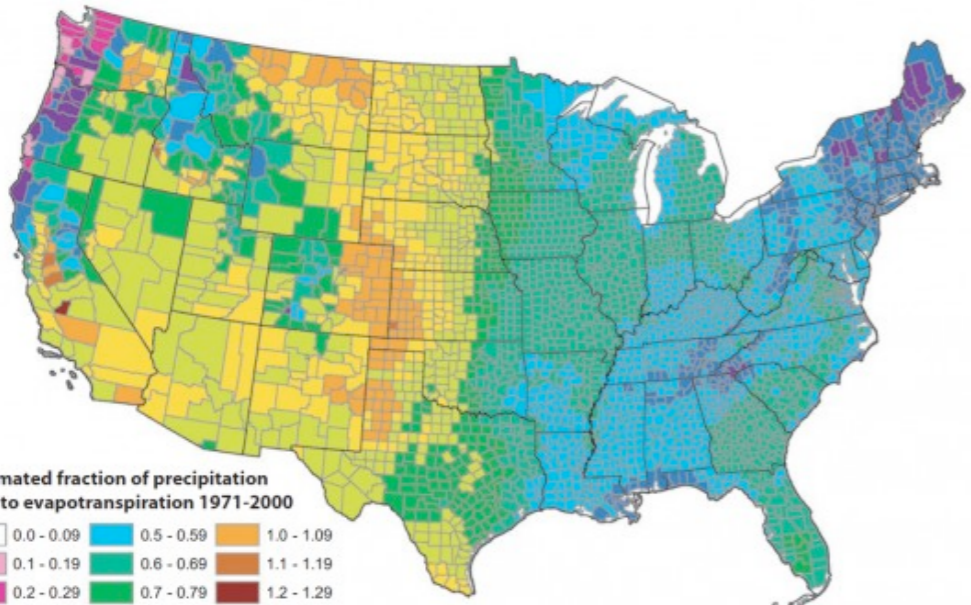 mated fraction of precipitation
to evapotranspiration 1971-2000
0.0 - 0.09 0.5 - 0.59 1.0 - 1.09
0.1 - 0.19 0.6 - 0.69 1.1 - 1.19
0.2 - 0.29 0.7 - 0.79 1.2 - 1.29